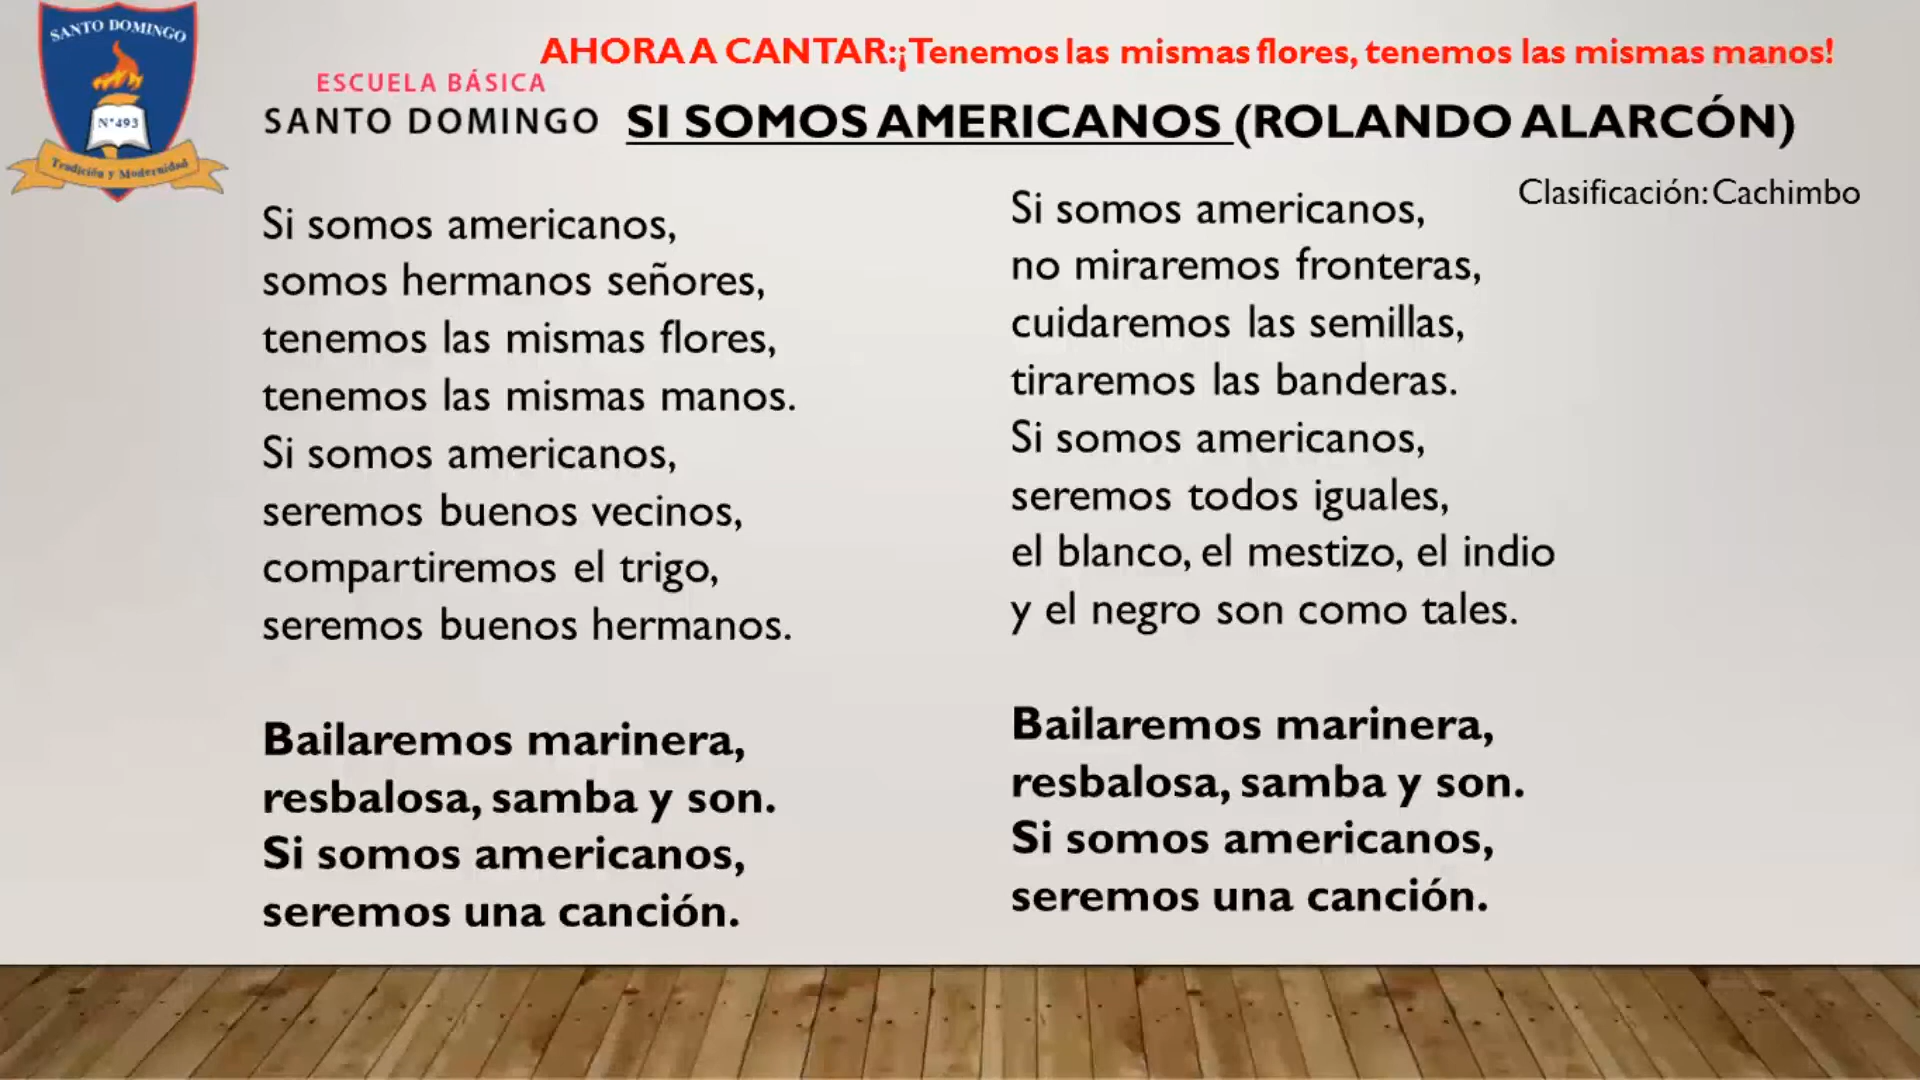 SANTO DOMINGO
N°493
Tradición y Modernidad
ESCUELA BÁSICA
SANTO DOMINGO
AHORA A CANTAR:¡Tenemos las mismas flores, tenemos las mismas manos!
SI SOMOS AMERICANOS (ROLANDO ALARCÓN)
Clasificación: Cachimbo
Si somos americanos,
somos hermanos señores,
tenemos las mismas flores,
tenemos las mismas manos.
Si somos americanos,
seremos buenos vecinos,
compartiremos el trigo,
seremos buenos hermanos.
Bailaremos marinera,
resbalosa, samba y son.
Si somos americanos,
seremos una canción.
Si somos americanos,
no miraremos fronteras,
cuidaremos las semillas,
tiraremos las banderas.
Si somos americanos,
seremos todos iguales,
el blanco, el mestizo, el indio
y el negro son como tales.
Bailaremos marinera,
resbalosa, samba y son.
Si somos americanos,
seremos una canción.